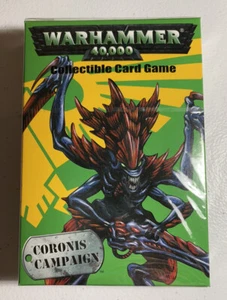 WARHAMMER
40,000
Collectible Card Game
CORONIS
CAMPAIGN